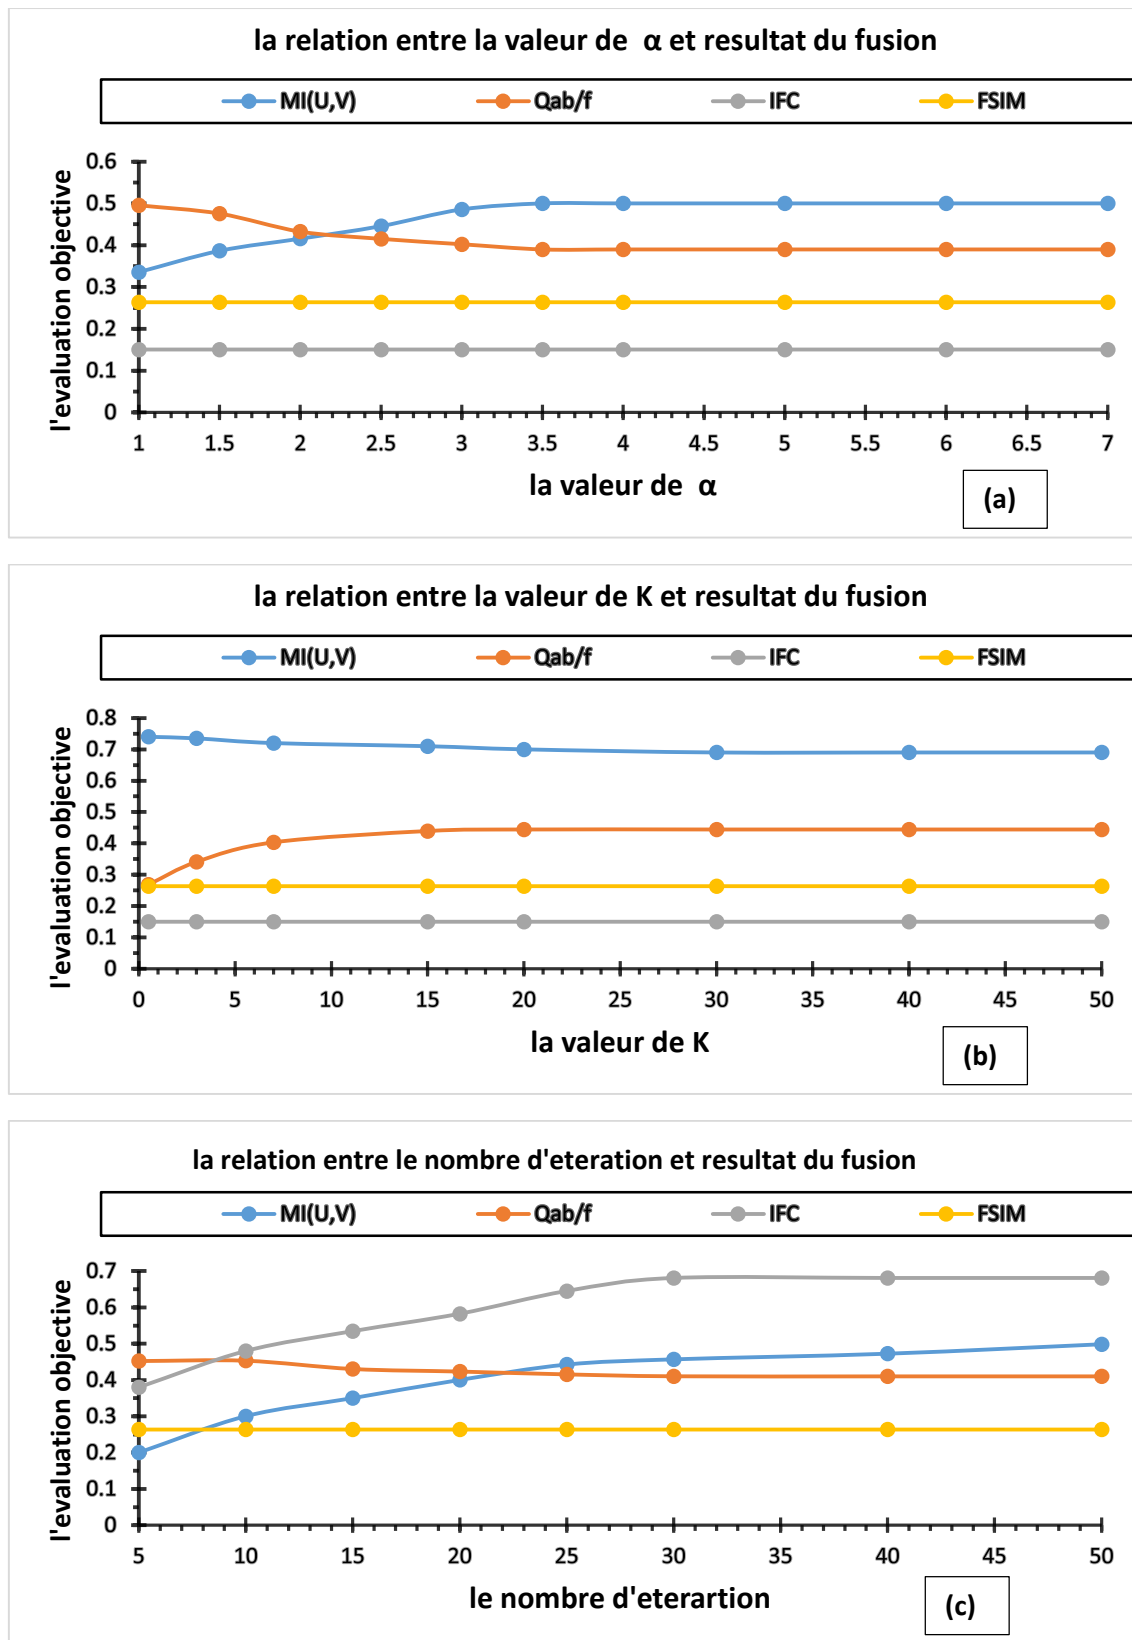 la relation entre la valeur de α et resultat du fusion
MI(U,V) Qab/f IFC FSIM
l'evaluation objective
0.6
0.5
0.4
0.3
0.2
0.1
0
1 1.5 2 2.5 3 3.5 4 4.5 5 5.5 6 6.5 7
la valeur de α
(a)
la relation entre la valeur de K et resultat du fusion
MI(U,V) Qab/f IFC FSIM
l'evaluation objective
0.8
0.7
0.6
0.5
0.4
0.3
0.2
0.1
0
0 5 10 15 20 25 30 35 40 45 50
la valeur de K
(b)
la relation entre le nombre d'eteration et resultat du fusion
MI(U,V) Qab/f IFC FSIM
l'evaluation objective
0.7
0.6
0.5
0.4
0.3
0.2
0.1
0
5 10 15 20 25 30 35 40 45 50
le nombre d'eterartion
(c)